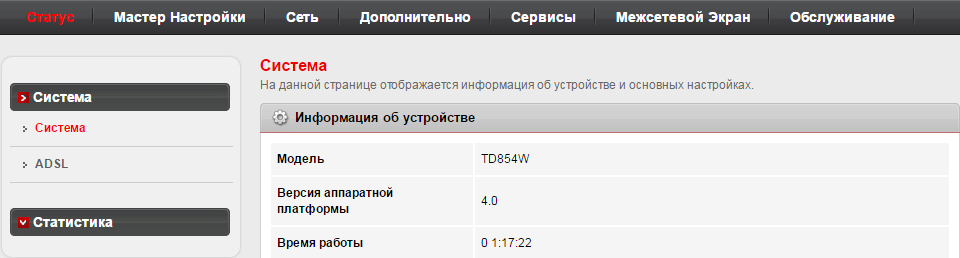 Статус Мастер Настройки Сеть Дополнительно Сервисы Межсетевой Экран Обслуживание
Система
Система
ADSL
Статистика
Система
На данной странице отображается информация об устройстве и основных настройках.
Информация об устройстве
Модель TD854W
Версия аппаратной
платформы 4.0
Время работы 0 1:17:22